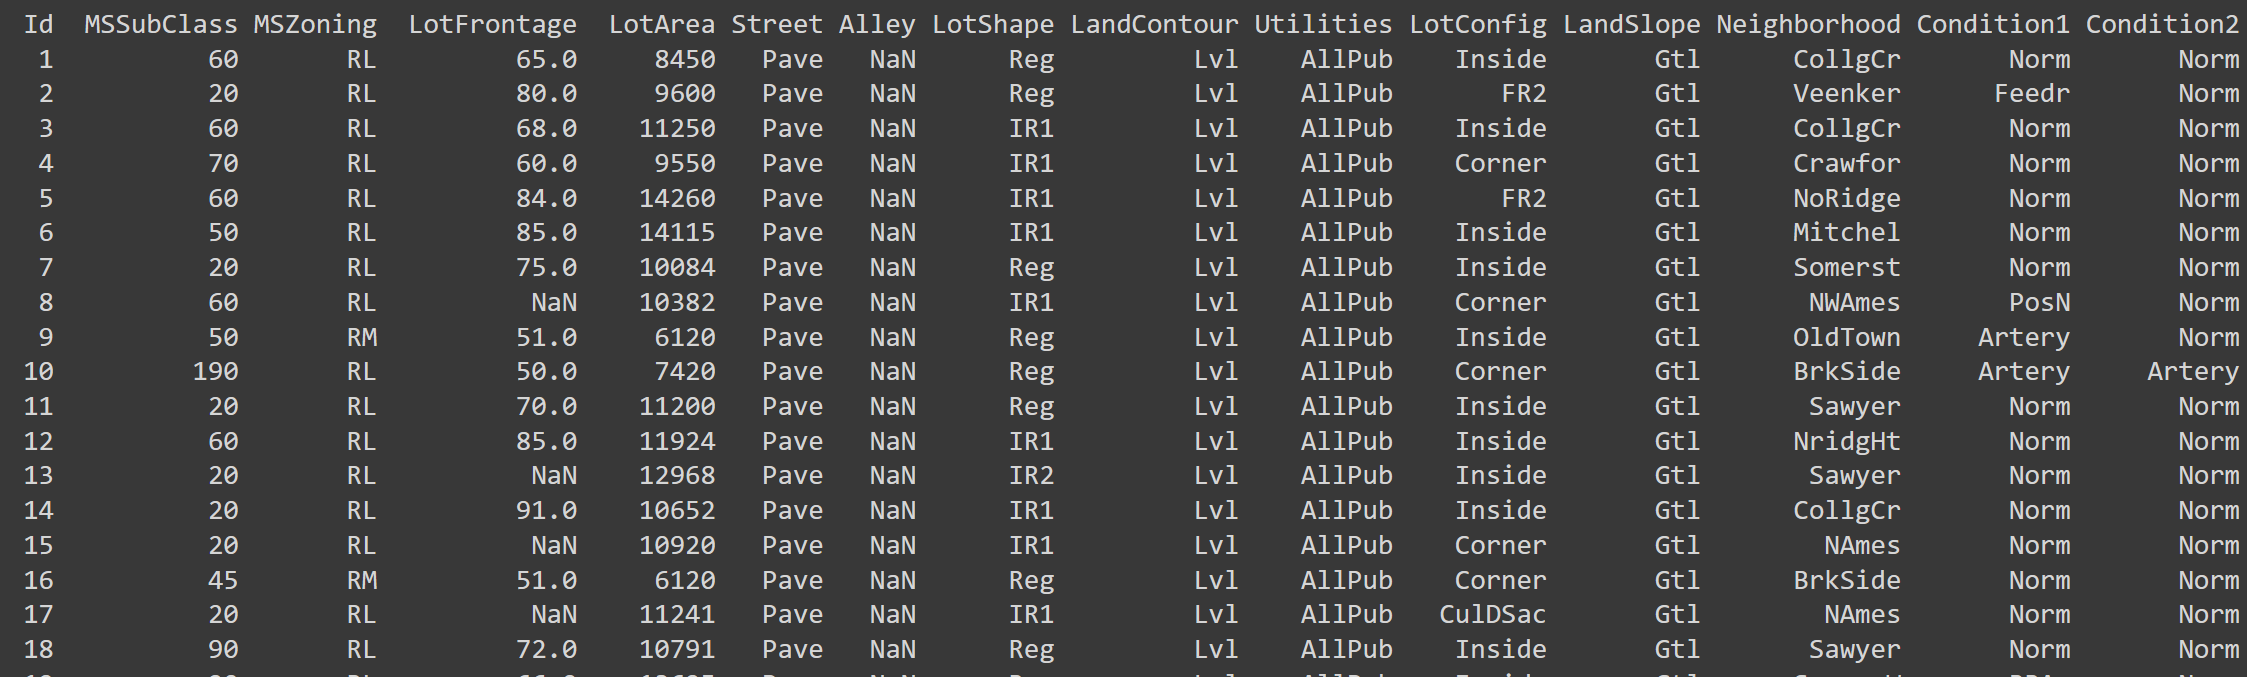 Id MSSubClass MSZoning LotFrontage LotArea Street Alley LotShape LandContour Utilities LotConfig LandSlope Neighborhood Condition1 Condition2
1 60 RL 65.0 8450 Pave NaN Reg Lvl AllPub Inside Gtl CollgCr Norm Norm
2 20 RL 80.0 9600 Pave NaN Reg Lvl AllPub FR2 Gtl Veenker Feedr Norm
3 60 RL 68.0 11250 Pave NaN IR1 Lvl AllPub Inside Gtl CollgCr Norm Norm
4 70 RL 60.0 9550 Pave NaN IR1 Lvl AllPub Corner Gtl Crawfor Norm Norm
5 60 RL 84.0 14260 Pave NaN IR1 Lvl AllPub FR2 Gtl NoRidge Norm Norm
6 50 RL 85.0 14115 Pave NaN IR1 Lvl AllPub Inside Gtl Mitchel Norm Norm
7 20 RL 75.0 10084 Pave NaN Reg Lvl AllPub Inside Gtl Somerst Norm Norm
8 60 RL NaN 10382 Pave NaN IR1 Lvl AllPub Corner Gtl NWAmes PosN Norm
9 50 RM 51.0 6120 Pave NaN Reg Lvl AllPub Inside Gtl OldTown Artery Norm
10 190 RL 50.0 7420 Pave NaN Reg Lvl AllPub Corner Gtl BrkSide Artery Artery
11 20 RL 70.0 11200 Pave NaN Reg Lvl AllPub Inside Gtl Sawyer Norm Norm
12 60 RL 85.0 11924 Pave NaN IR1 Lvl AllPub Inside Gtl NridgHt Norm Norm
13 20 RL NaN 12968 Pave NaN IR2 Lvl AllPub Inside Gtl Sawyer Norm Norm
14 20 RL 91.0 10652 Pave NaN IR1 Lvl AllPub Inside Gtl CollgCr Norm Norm
15 20 RL NaN 10920 Pave NaN IR1 Lvl AllPub Corner Gtl NAmes Norm Norm
16 45 RM 51.0 6120 Pave NaN Reg Lvl AllPub Corner Gtl BrkSide Norm Norm
17 20 RL NaN 11241 Pave NaN IR1 Lvl AllPub CulDSac Gtl NAmes Norm Norm
18 90 RL 72.0 10791 Pave NaN Reg Lvl AllPub Inside Gtl Sawyer Norm Norm